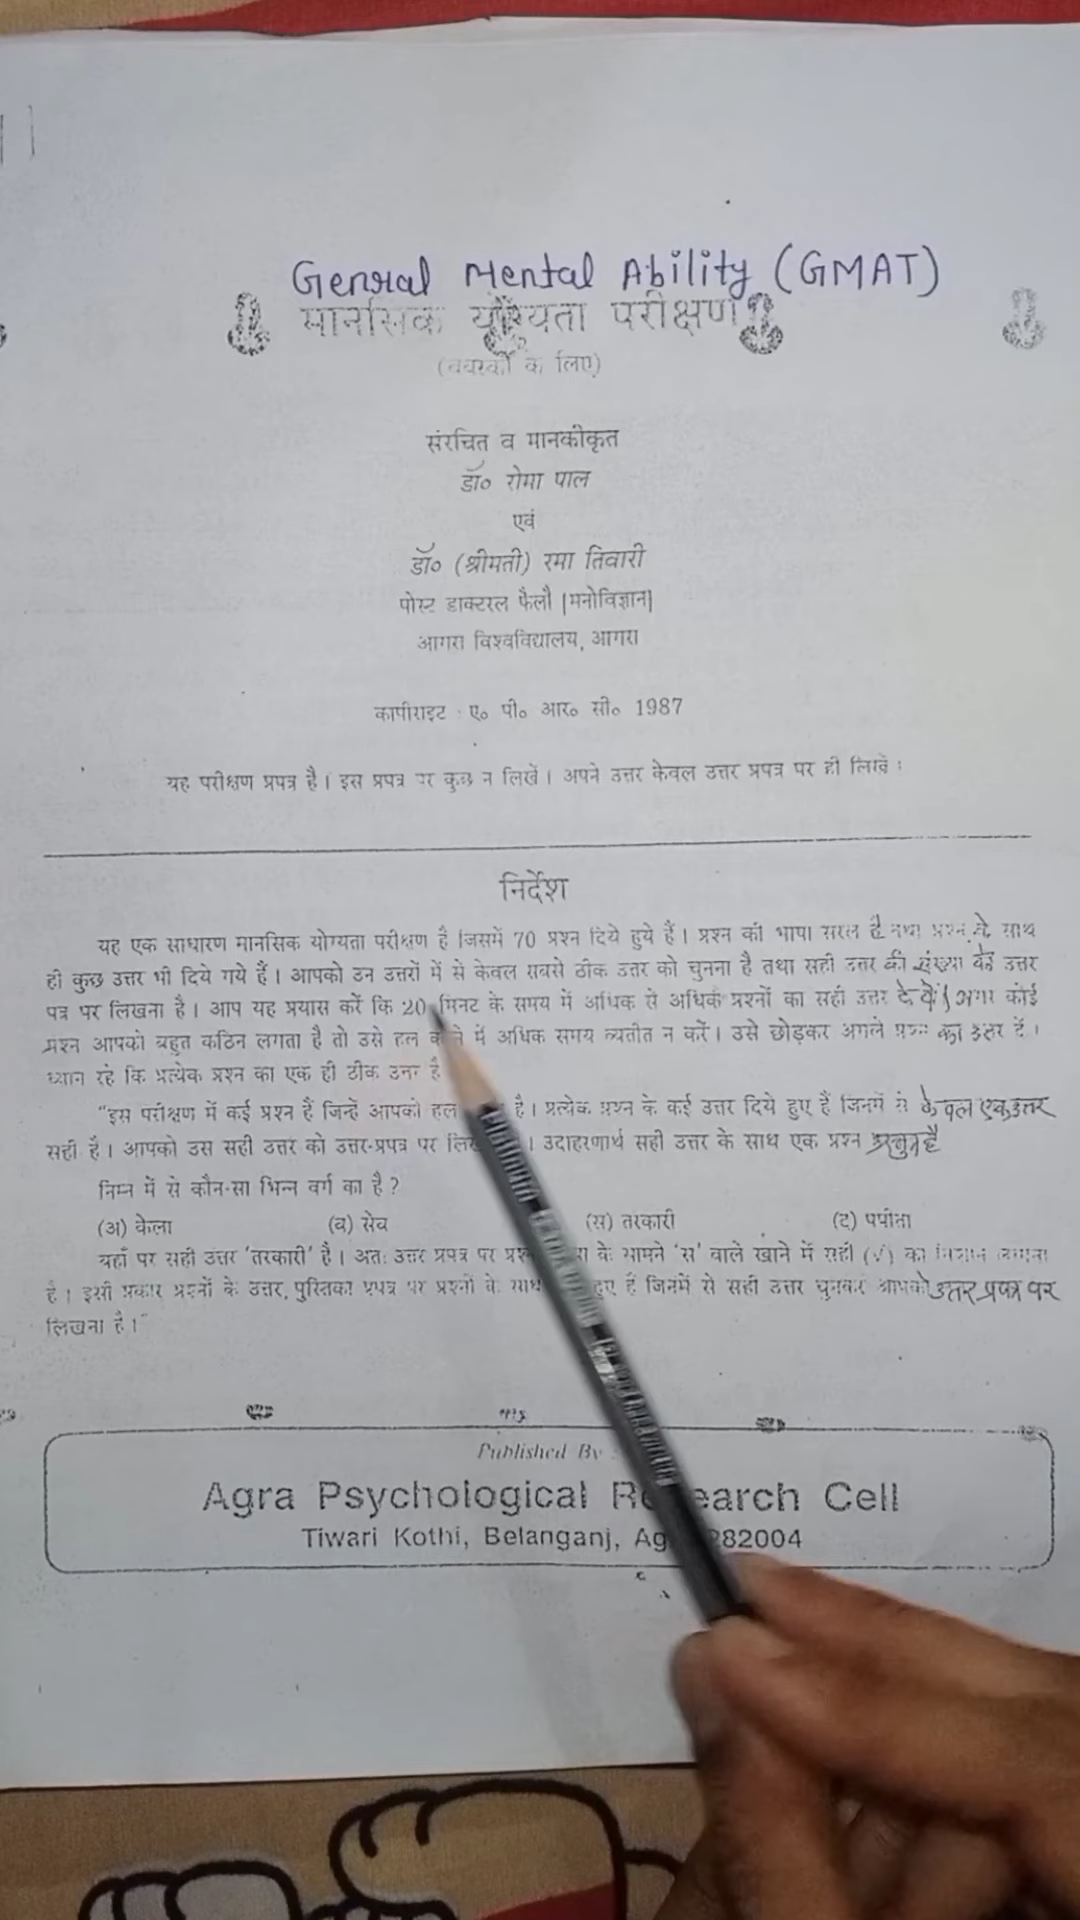 Genral Mental Ability (GMAT)
मानसिक योग्यता परीक्षण
(वयस्कों के लिए)
संरचित व मानकीकृत
डॉ० रोमा पाल
एवं
डॉ० (श्रीमती) रमा तिवारी
पोस्ट डाक्टरल फैलौ [मनोविज्ञान]
आगरा विश्वविद्यालय, आगरा
कापीराइट : ए० पी० आर० सी० 1987
यह परीक्षण प्रपत्र है। इस प्रपत्र पर कुछ न लिखें। अपने उत्तर केवल उत्तर प्रपत्र पर ही लिखें।
निर्देश
यह एक साधारण मानसिक योग्यता परीक्षण है जिसमें 70 प्रश्न दिये हुये हैं। प्रश्न की भाषा सरल है तथा प्रश्न के साथ
ही कुछ उत्तर भी दिये गये हैं। आपको उन उत्तरों में से केवल सबसे ठीक उत्तर को चुनना है तथा सही उत्तर की संख्या को उत्तर
पत्र पर लिखना है। आप यह प्रयास करें कि 20 मिनट के समय में अधिक से अधिक प्रश्नों का सही उत्तर दे दें। अगर कोई
प्रश्न आपको बहुत कठिन लगता है तो उसे हल में अधिक समय व्यतीत न करें। उसे छोड़कर अगले प्रश्न का उत्तर दें।
ध्यान रहे कि प्रत्येक प्रश्न का एक ही ठीक उत्तर है
"इस परीक्षण में कई प्रश्न हैं जिन्हें आपको हल है। प्रत्येक प्रश्न के कई उत्तर दिये हुए हैं जिनमें से केवल एक उत्तर
सही है। आपको उस सही उत्तर को उत्तर-प्रपत्र पर । उदाहरणार्थ सही उत्तर के साथ एक प्रश्न प्रस्तुत है
निम्न में से कौन-सा भिन्न वर्ग का है ?
(अ) केला (ब) सेव (स) तरकारी (द) पपीता
यहाँ पर सही उत्तर 'तरकारी' है। अतः उत्तर प्रपत्र पर के सामने 'स' वाले खाने में सही (√) का निशान लगाना
है। इसी प्रकार प्रश्नों के उत्तर, पुस्तिका प्रपत्र पर प्रश्नों के साथ हुए हैं जिनमें से सही उत्तर चुनकर आपको उत्तर प्रपत्र पर
लिखना है।"
Published By :
Agra Psychological Research Cell
Tiwari Kothi, Belanganj, Ag 282004